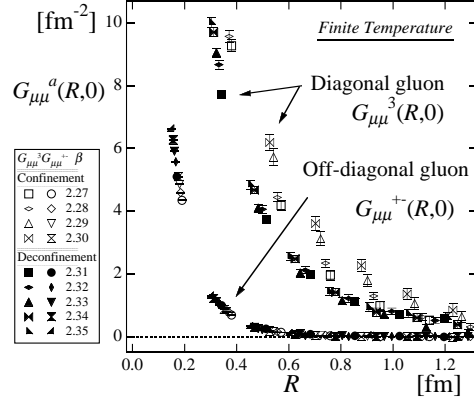 [fm⁻²]
Finite Temperature
G_μμ^a(R,0)
Diagonal gluon
G_μμ^3(R,0)
Off-diagonal gluon
G_μμ^+-(R,0)
10
8
6
4
2
0
G_μμ^3 G_μμ^+- β
Confinement
2.27
2.28
2.29
2.30
Deconfinement
2.31
2.32
2.33
2.34
2.35
0.0 0.2 0.4 0.6 0.8 1.0 1.2
R [fm]